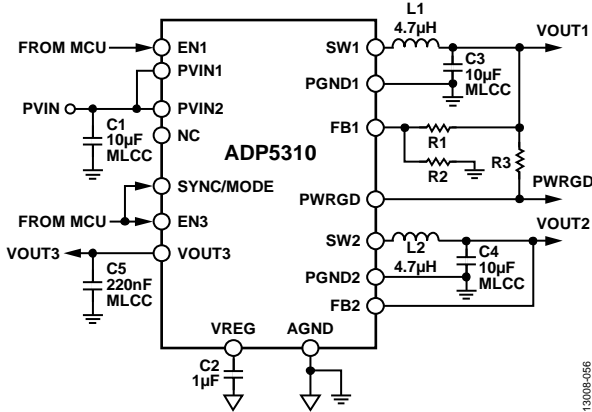 L1
4.7µH
VOUT1
FROM MCU
EN1
SW1
C3
10µF
MLCC
PVIN1
PGND1
PVIN
PVIN2
FB1
C1
10µF
MLCC
NC
ADP5310
R1
R2
R3
SYNC/MODE
PWRGD
PWRGD
FROM MCU
EN3
SW2
VOUT2
VOUT3
VOUT3
L2
4.7µH
C4
10µF
MLCC
C5
220nF
MLCC
PGND2
FB2
VREG
AGND
C2
1µF
13008-056